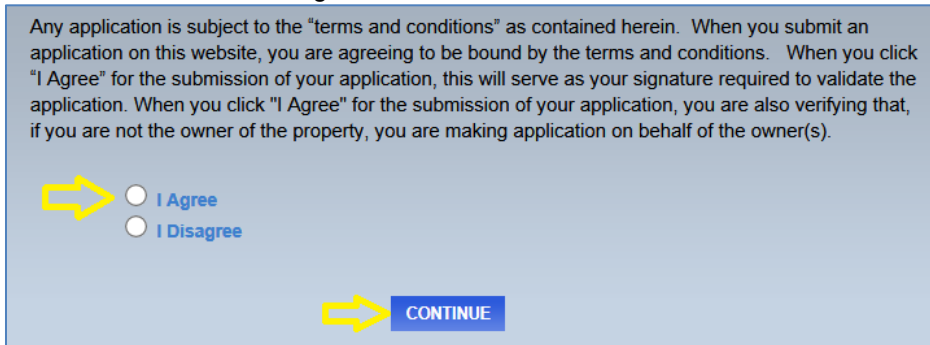 Any application is subject to the “terms and conditions” as contained herein.  When you submit an
application on this website, you are agreeing to be bound by the terms and conditions.   When you click
“I Agree” for the submission of your application, this will serve as your signature required to validate the
application. When you click "I Agree" for the submission of your application, you are also verifying that,
if you are not the owner of the property, you are making application on behalf of the owner(s).
I Agree
I Disagree
CONTINUE